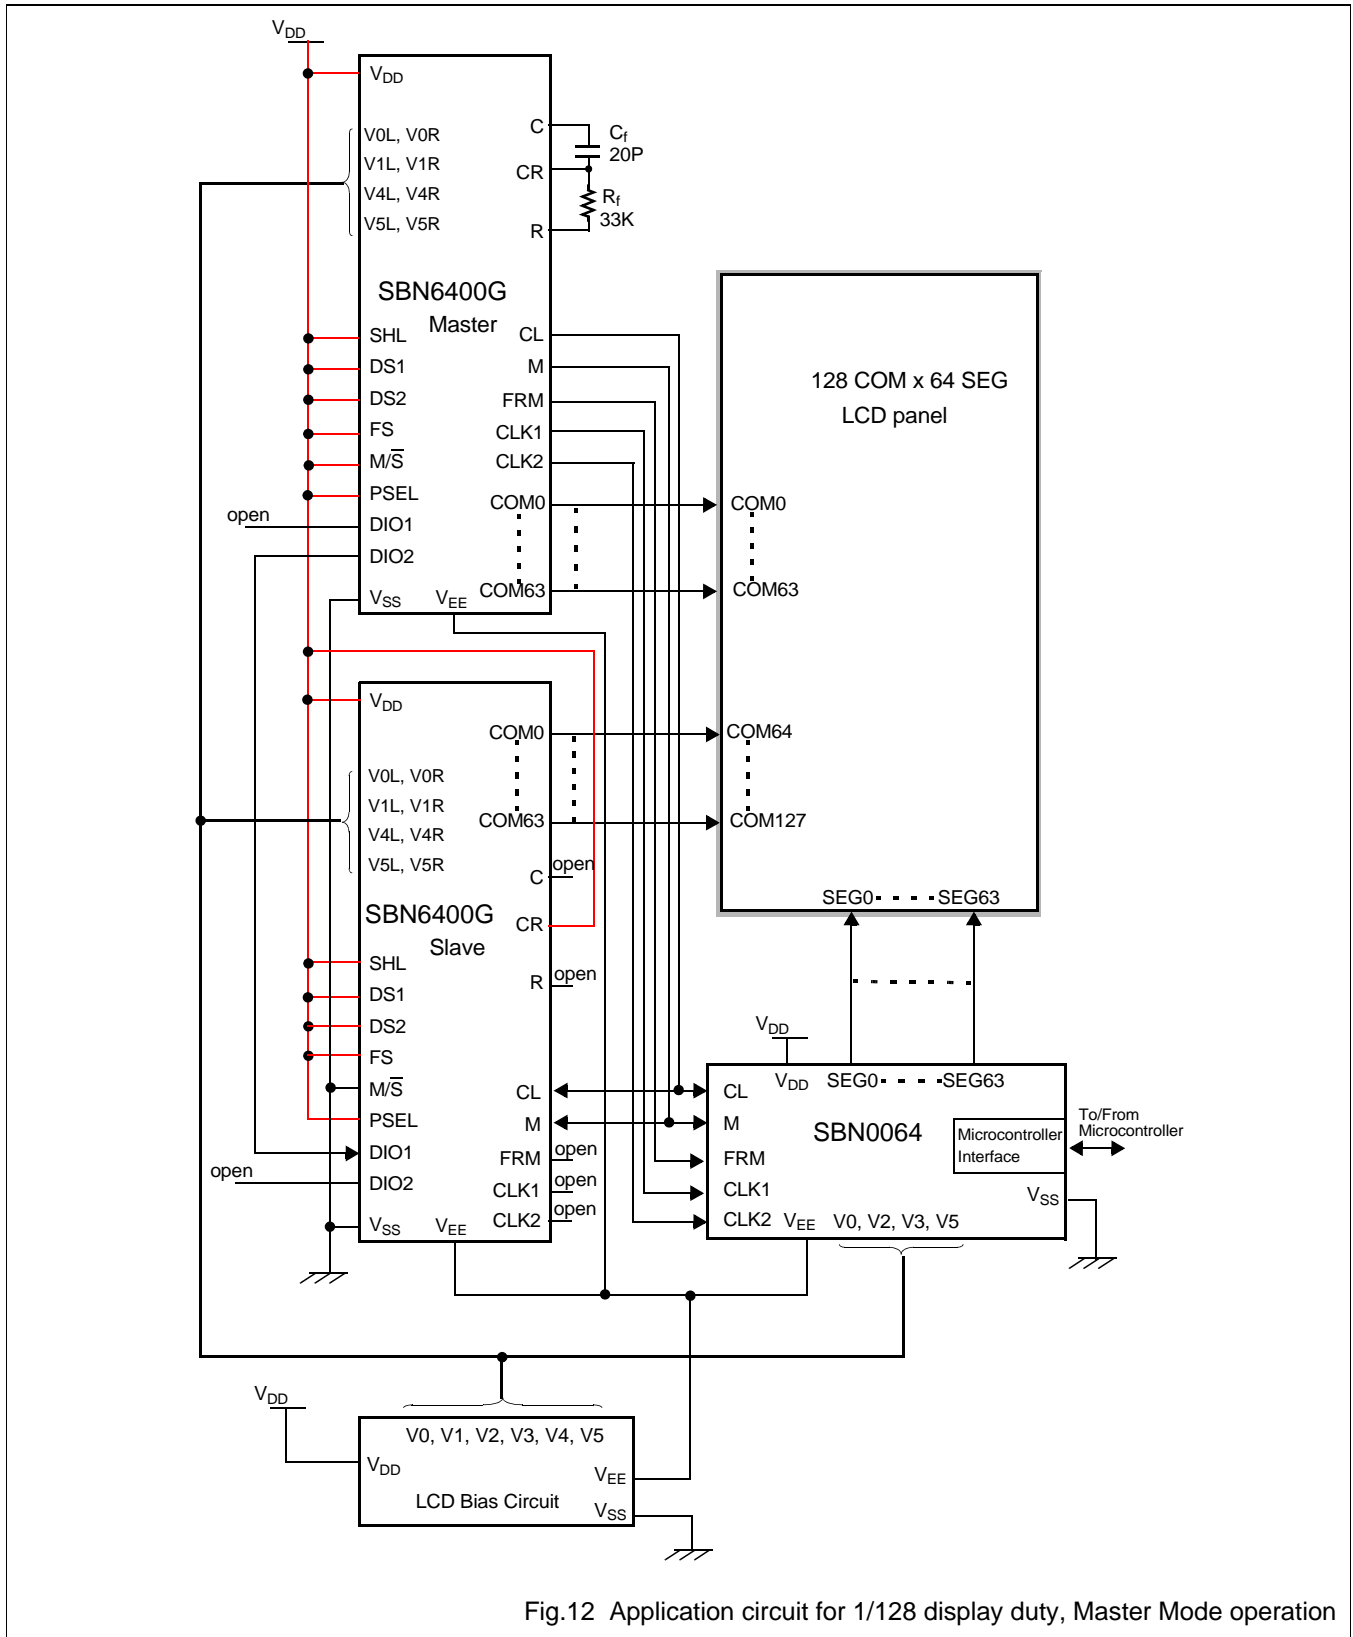 VDD
VDD
V0L, V0R
V1L, V1R
V4L, V4R
V5L, V5R
C
CR
R
Cf
20P
Rf
33K
SBN6400G
Master
SHL
DS1
DS2
FS
M/S̅
PSEL
open
DIO1
DIO2
VSS
VEE
CL
M
FRM
CLK1
CLK2
COM0
COM63
128 COM x 64 SEG
LCD panel
COM0
COM63
COM64
COM127
SEG0
SEG63
VDD
COM0
COM63
V0L, V0R
V1L, V1R
V4L, V4R
V5L, V5R
C
open
SBN6400G
CR
Slave
R
open
SHL
DS1
DS2
FS
M/S̅
PSEL
DIO1
open
DIO2
VSS
VEE
CL
M
FRM
open
CLK1
open
CLK2
open
VDD
VDD
SEG0
SEG63
CL
M
FRM
CLK1
CLK2
SBN0064
Microcontroller
Interface
To/From
Microcontroller
VSS
VEE
V0, V2, V3, V5
VDD
V0, V1, V2, V3, V4, V5
VDD
VEE
LCD Bias Circuit
VSS
Fig.12 Application circuit for 1/128 display duty, Master Mode operation